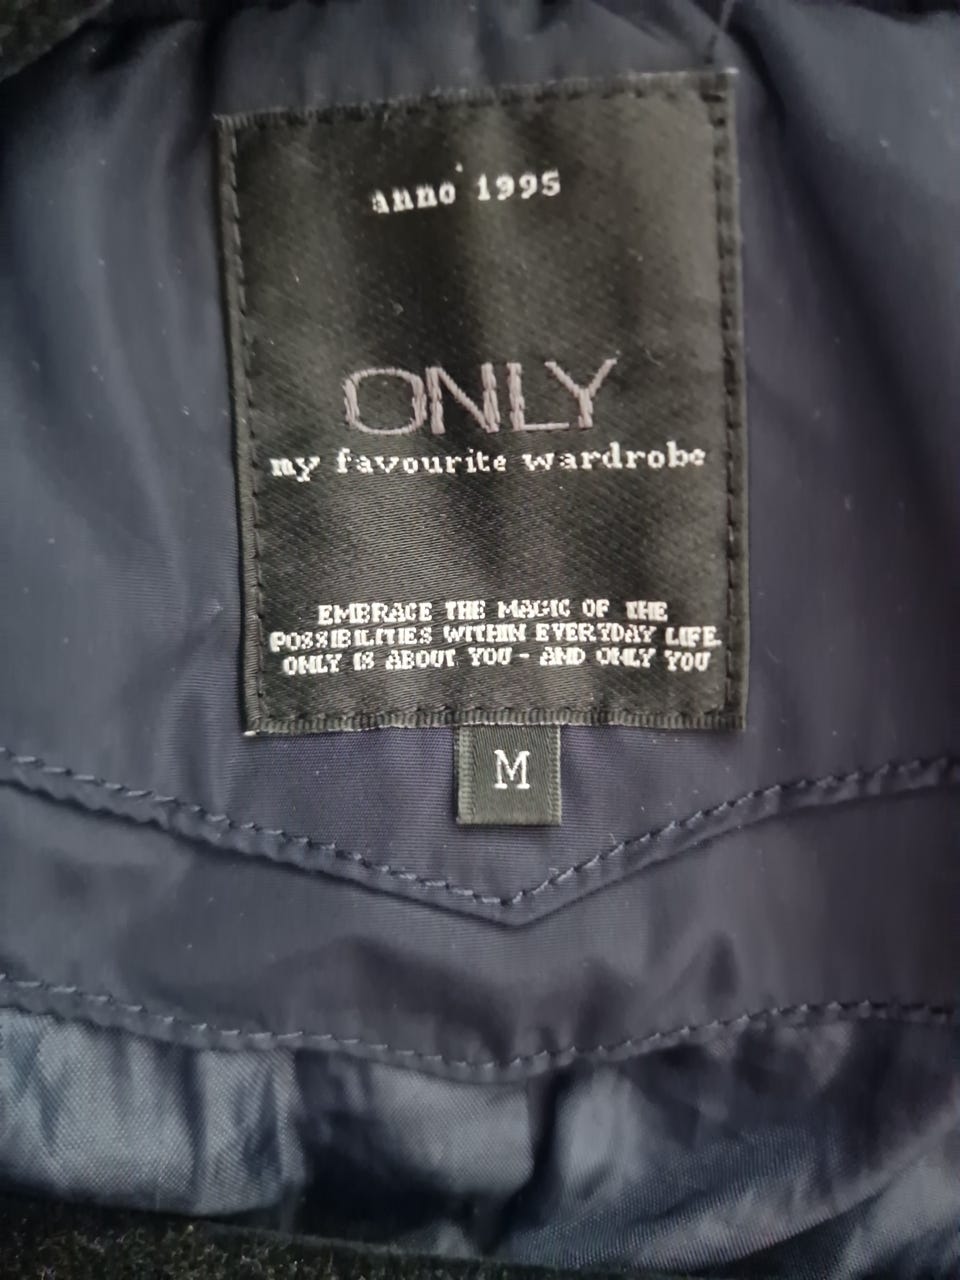 anno 1995
ONLY
my favourite wardrobe
EMBRACE THE MAGIC OF THE
POSSIBILITIES WITHIN EVERYDAY LIFE.
ONLY IS ABOUT YOU - AND ONLY YOU
M